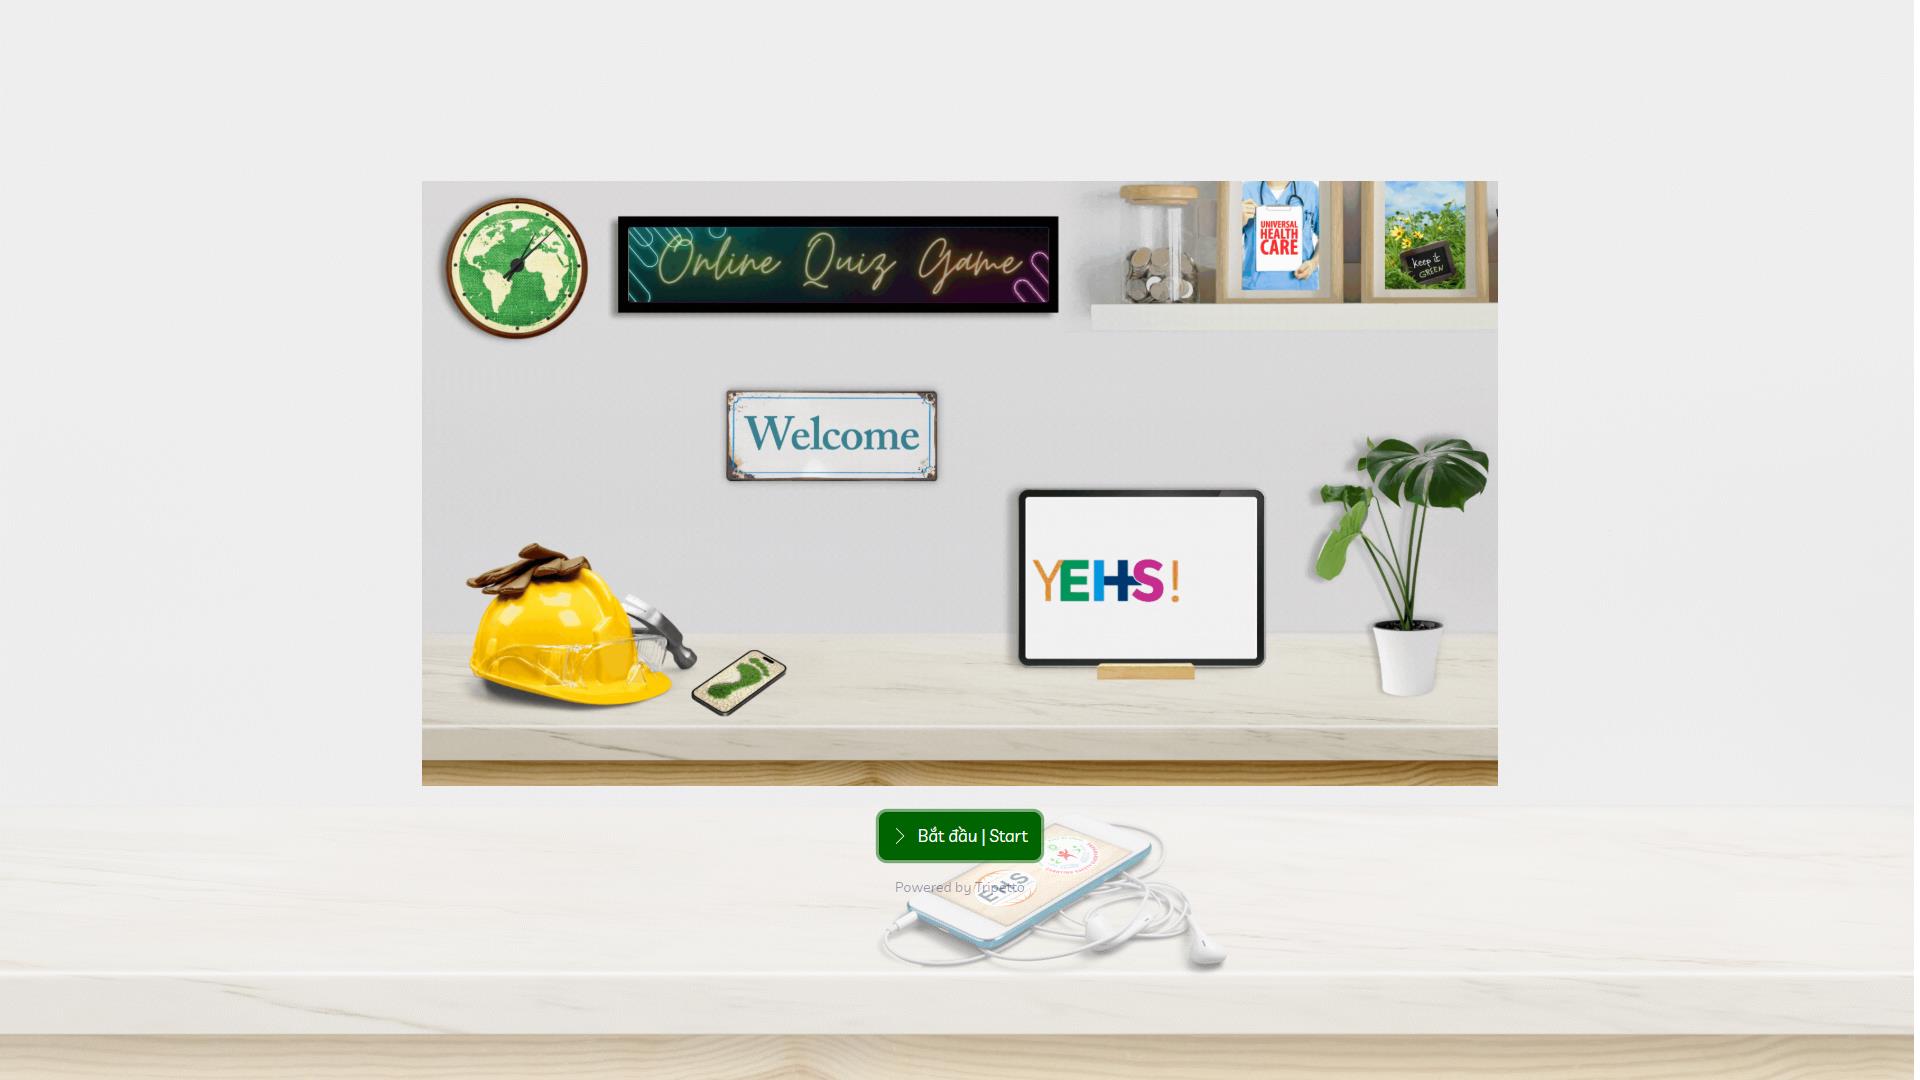 Online Quiz Game
UNIVERSAL
HEALTH
CARE
keep it
GREEN
Welcome
YEHS!
Bắt đầu | Start
Powered by Tripetto
EHS